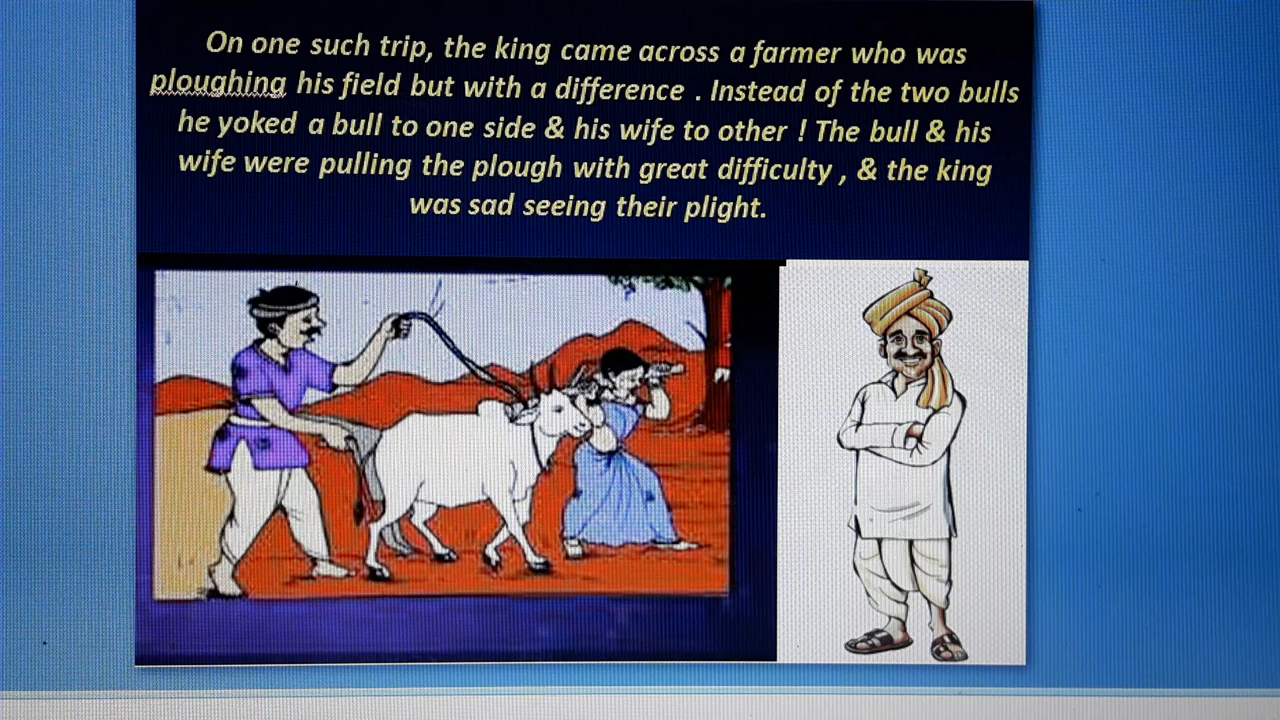 On one such trip, the king came across a farmer who was
ploughing his field but with a difference . Instead of the two bulls
he yoked a bull to one side & his wife to other ! The bull & his
wife were pulling the plough with great difficulty , & the king
was sad seeing their plight.